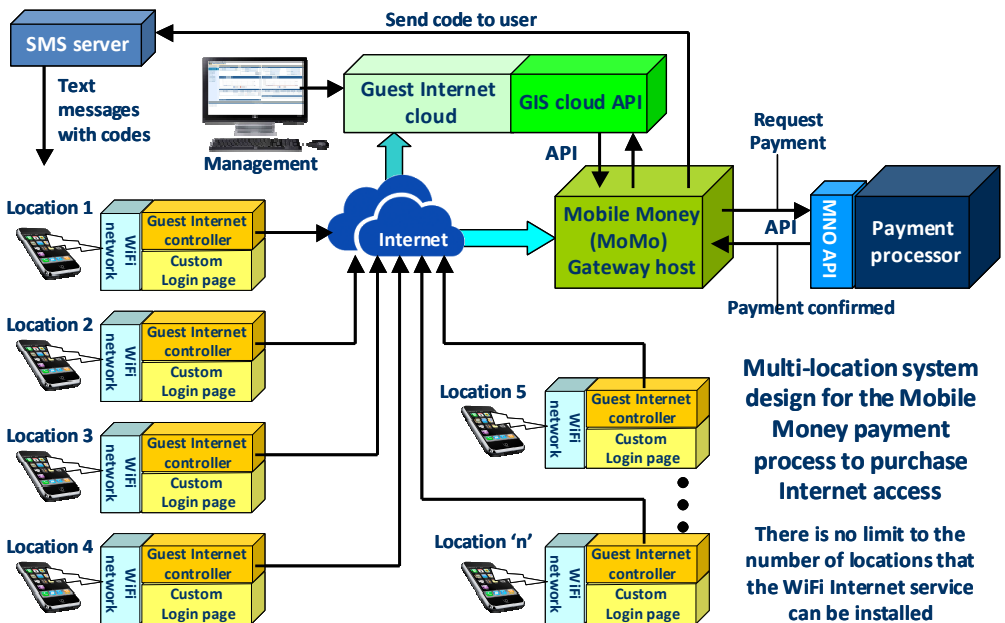 Send code to user
SMS server
Text
messages
with codes
Guest Internet
cloud
GIS cloud API
Management
API
Request
Payment
Mobile Money
(MoMo)
Gateway host
API
MNO API
Payment
processor
Payment confirmed
Internet
Location 1
WiFi
network
Guest Internet
controller
Custom
Login page
Location 2
WiFi
network
Guest Internet
controller
Custom
Login page
Location 3
WiFi
network
Guest Internet
controller
Custom
Login page
Location 4
WiFi
network
Guest Internet
controller
Custom
Login page
Location 5
WiFi
network
Guest Internet
controller
Custom
Login page
Location ‘n’
WiFi
network
Guest Internet
controller
Custom
Login page
Multi-location system
design for the Mobile
Money payment
process to purchase
Internet access
There is no limit to the
number of locations that
the WiFi Internet service
can be installed